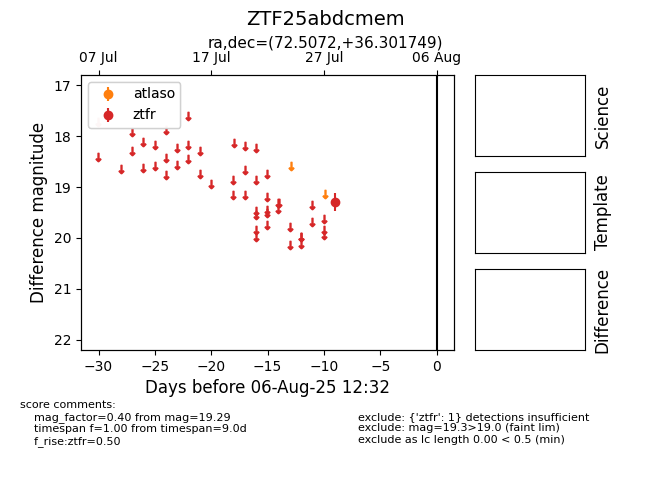 ZTF25abdcmem
ra,dec=(72.5072,+36.301749)
07 Jul 17 Jul 27 Jul 06 Aug
atlaso
ztfr
17
18
19
20
21
22
Difference magnitude
−30 −25 −20 −15 −10 −5 0
Days before 06-Aug-25 12:32
Science
Template
Difference
score comments:
mag_factor=0.40 from mag=19.29
timespan f=1.00 from timespan=9.0d
f_rise:ztfr=0.50
exclude: {'ztfr': 1} detections insufficient
exclude: mag=19.3>19.0 (faint lim)
exclude as lc length 0.00 < 0.5 (min)